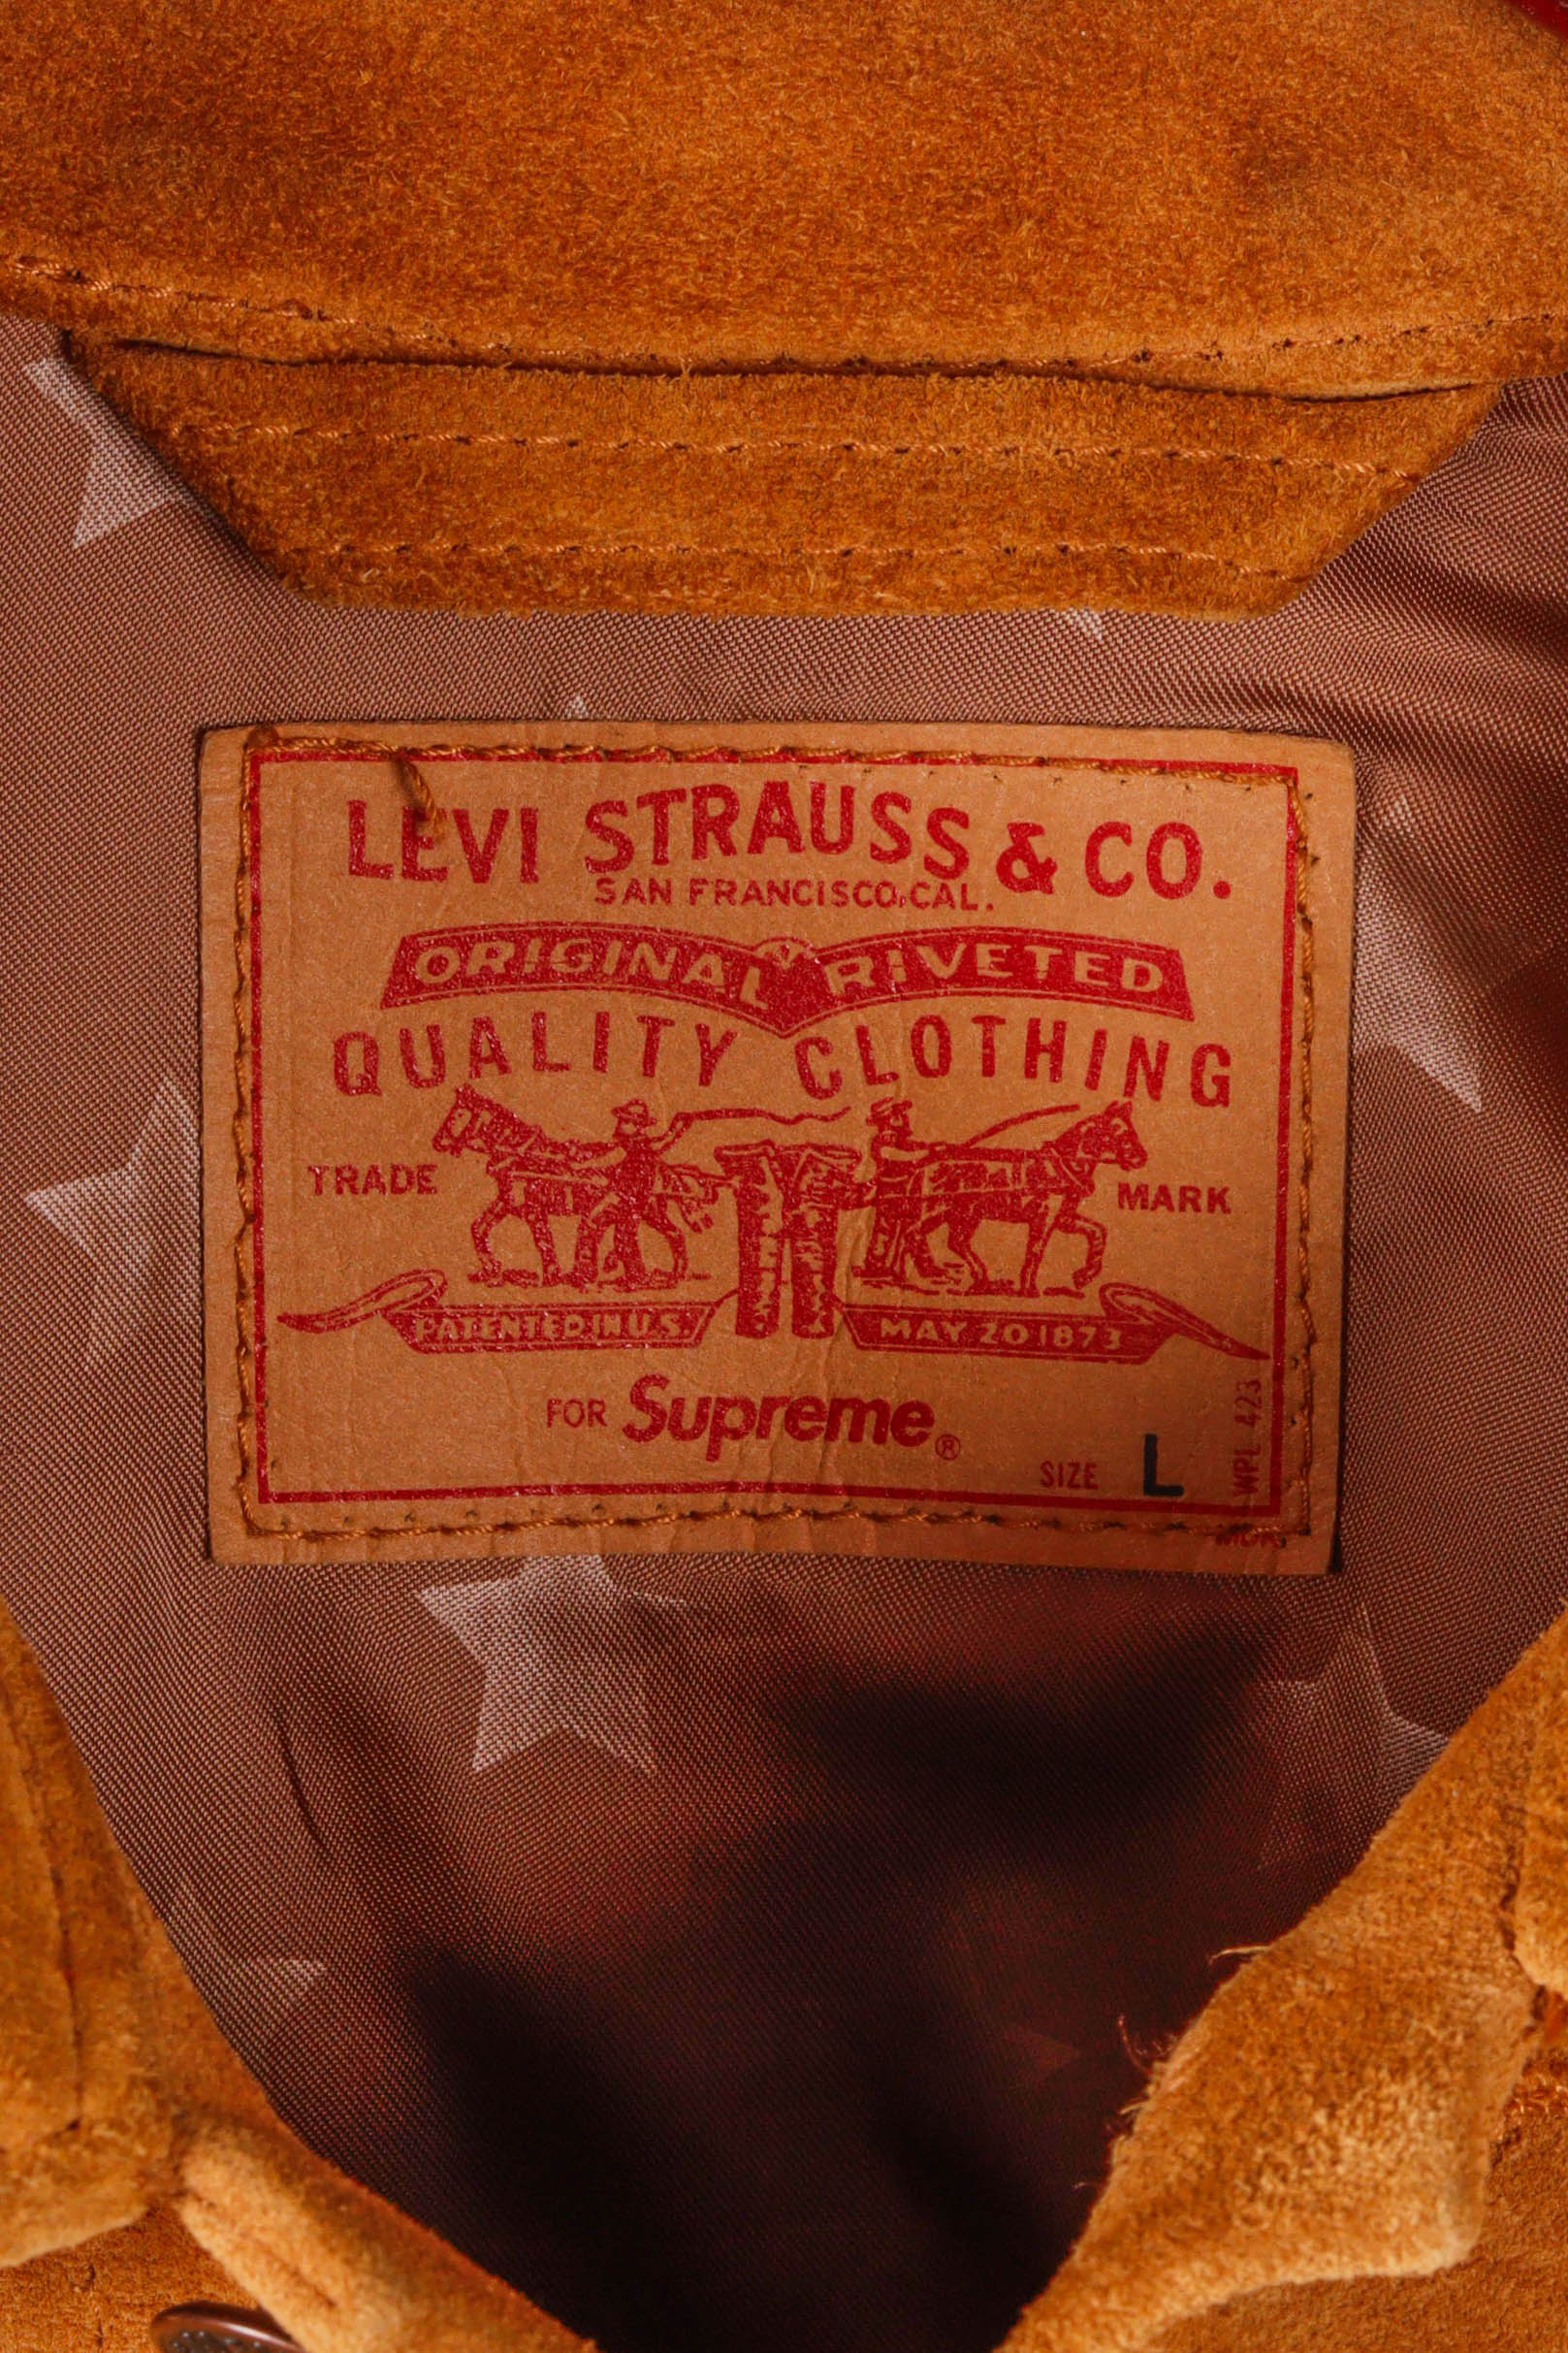 LEVI STRAUSS & CO.
SAN FRANCISCO, CAL.
ORIGINAL RIVETED
QUALITY CLOTHING
TRADE MARK
PATENTED IN U.S. MAY 20 1873
FOR Supreme®
SIZE L
WPL 423